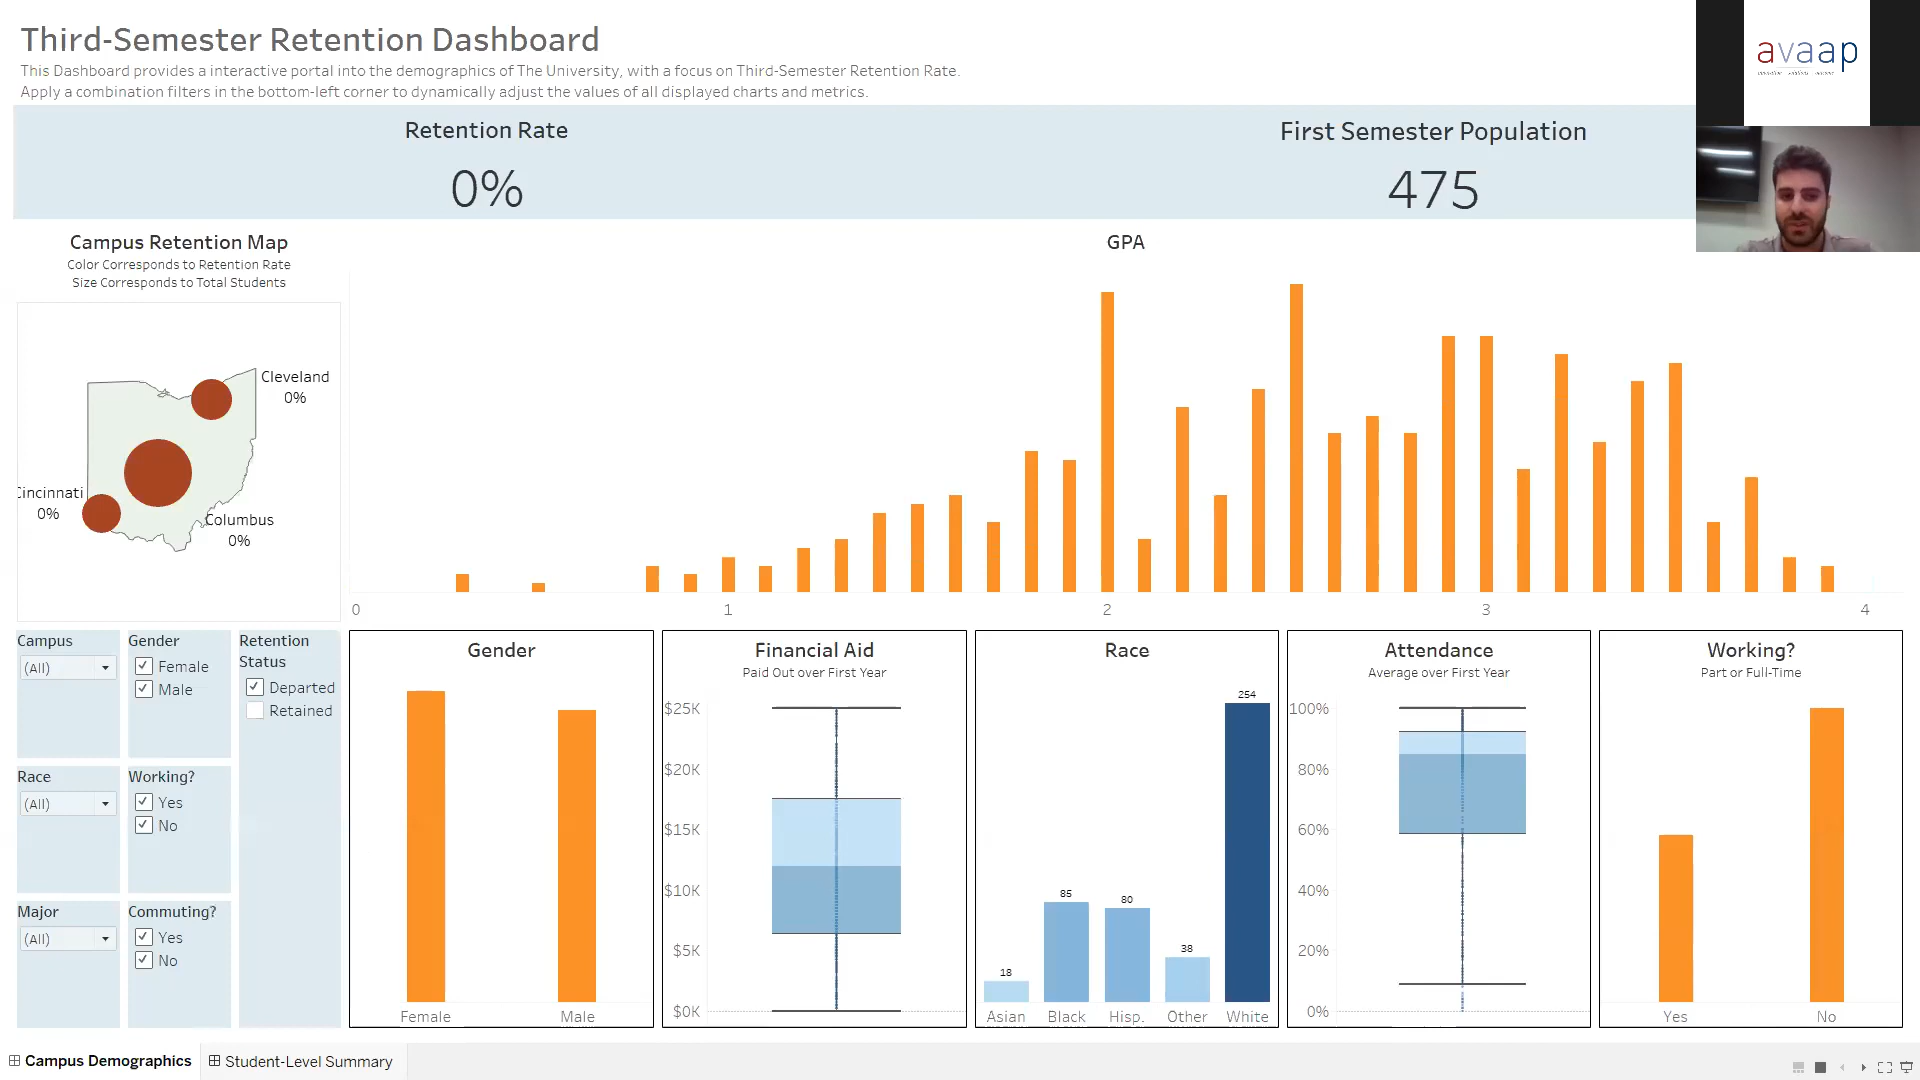 Third-Semester Retention Dashboard
This Dashboard provides a interactive portal into the demographics of The University, with a focus on Third-Semester Retention Rate.
Apply a combination filters in the bottom-left corner to dynamically adjust the values of all displayed charts and metrics.
avaap
Retention Rate
0%
First Semester Population
475
Campus Retention Map
Color Corresponds to Retention Rate
Size Corresponds to Total Students
Cleveland
0%
Cincinnati
0%
Columbus
0%
GPA
0 1 2 3 4
Campus
(All)
Gender
Female
Male
Retention
Status
Departed
Retained
Race
(All)
Working?
Yes
No
Major
(All)
Commuting?
Yes
No
Gender
Female Male
Financial Aid
Paid Out over First Year
$25K
$20K
$15K
$10K
$5K
$0K
Race
18 85 80 38 254
Asian Black Hisp. Other White
Attendance
Average over First Year
100%
80%
60%
40%
20%
0%
Working?
Part or Full-Time
Yes No
Campus Demographics
Student-Level Summary